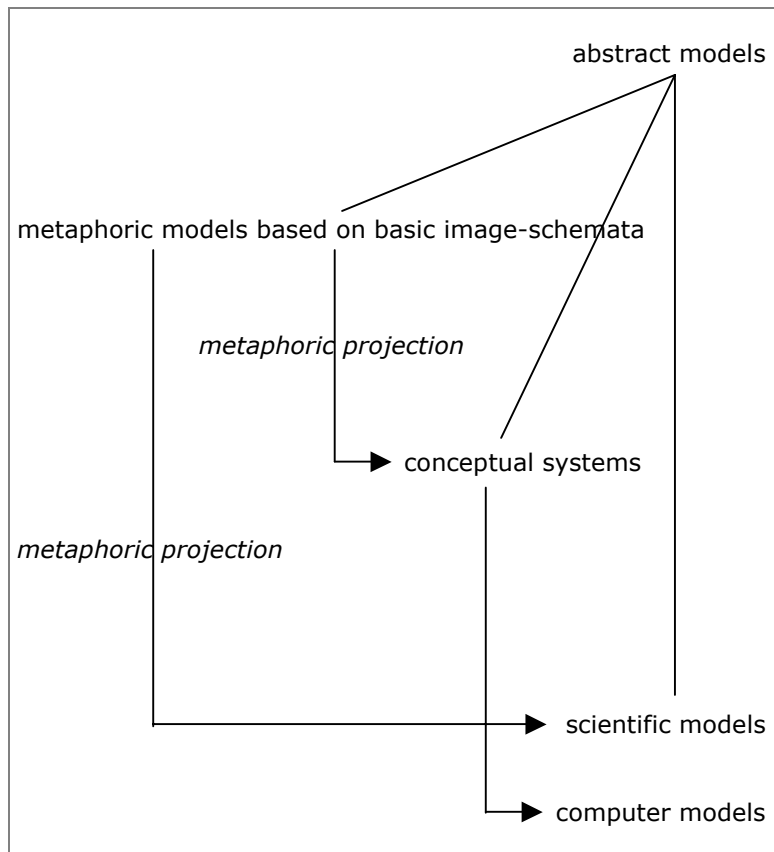 abstract models
metaphoric models based on basic image-schemata
metaphoric projection
conceptual systems
metaphoric projection
scientific models
computer models